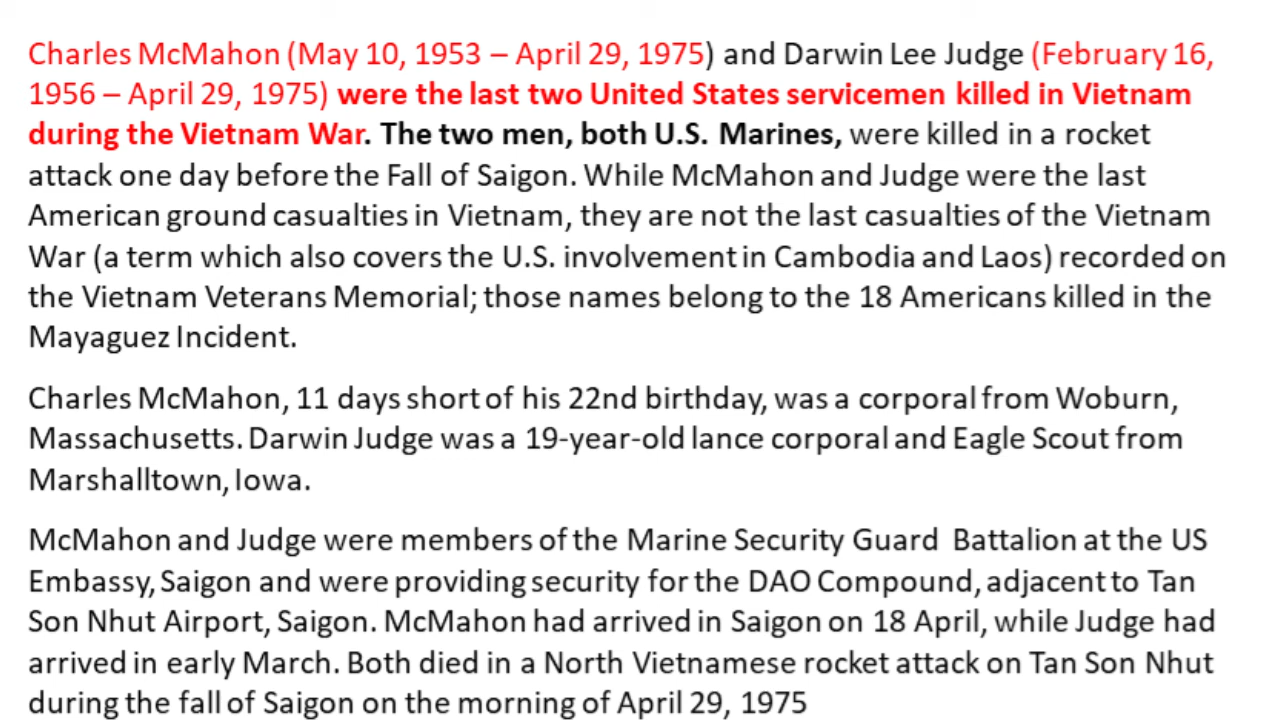 Charles McMahon (May 10, 1953 – April 29, 1975) and Darwin Lee Judge (February 16,
1956 – April 29, 1975) were the last two United States servicemen killed in Vietnam
during the Vietnam War. The two men, both U.S. Marines, were killed in a rocket
attack one day before the Fall of Saigon. While McMahon and Judge were the last
American ground casualties in Vietnam, they are not the last casualties of the Vietnam
War (a term which also covers the U.S. involvement in Cambodia and Laos) recorded on
the Vietnam Veterans Memorial; those names belong to the 18 Americans killed in the
Mayaguez Incident.
Charles McMahon, 11 days short of his 22nd birthday, was a corporal from Woburn,
Massachusetts. Darwin Judge was a 19-year-old lance corporal and Eagle Scout from
Marshalltown, Iowa.
McMahon and Judge were members of the Marine Security Guard Battalion at the US
Embassy, Saigon and were providing security for the DAO Compound, adjacent to Tan
Son Nhut Airport, Saigon. McMahon had arrived in Saigon on 18 April, while Judge had
arrived in early March. Both died in a North Vietnamese rocket attack on Tan Son Nhut
during the fall of Saigon on the morning of April 29, 1975